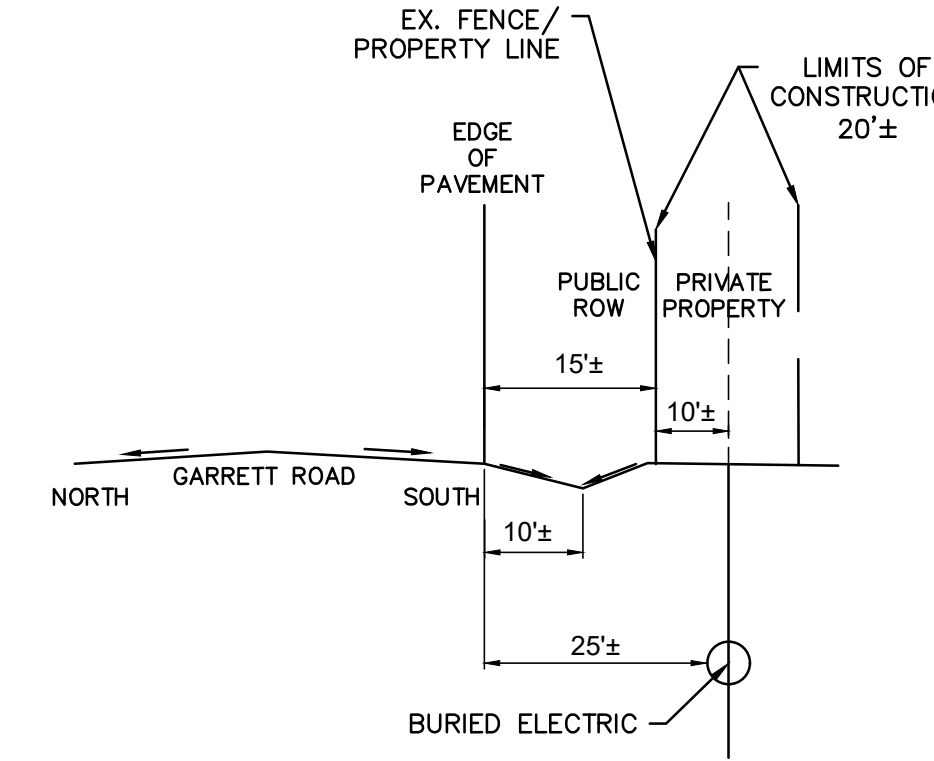 EX. FENCE/
PROPERTY LINE
LIMITS OF
CONSTRUCTI
20'±
EDGE
OF
PAVEMENT
PUBLIC
ROW
PRIVATE
PROPERTY
15'±
10'±
GARRETT ROAD
NORTH
SOUTH
10'±
25'±
BURIED ELECTRIC